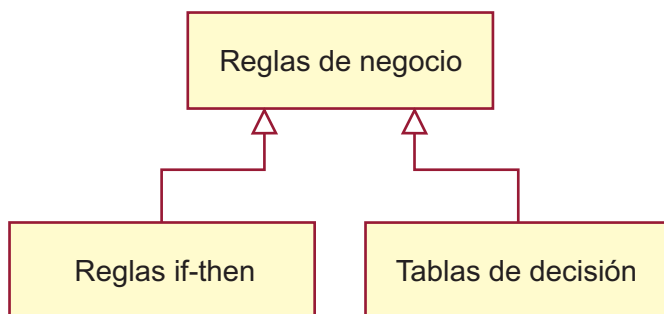 Reglas de negocio
Reglas if-then
Tablas de decisión